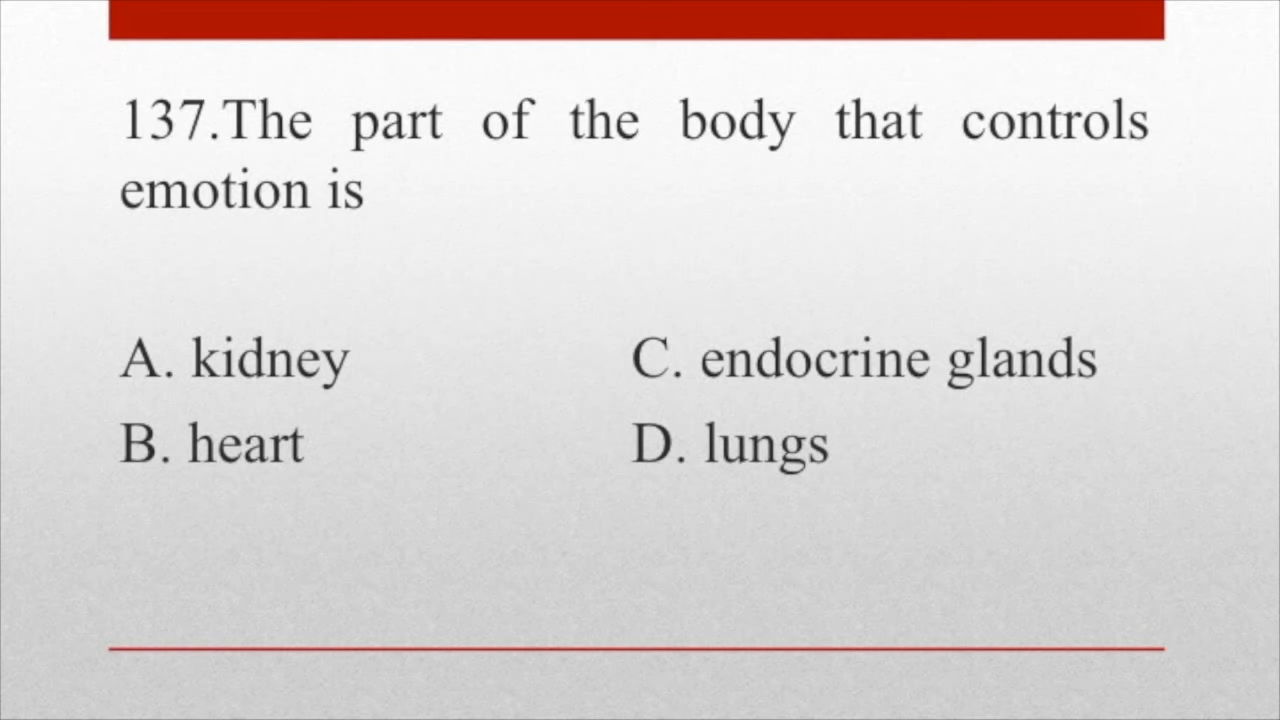 137.The part of the body that controls
emotion is
A. kidney
C. endocrine glands
B. heart
D. lungs